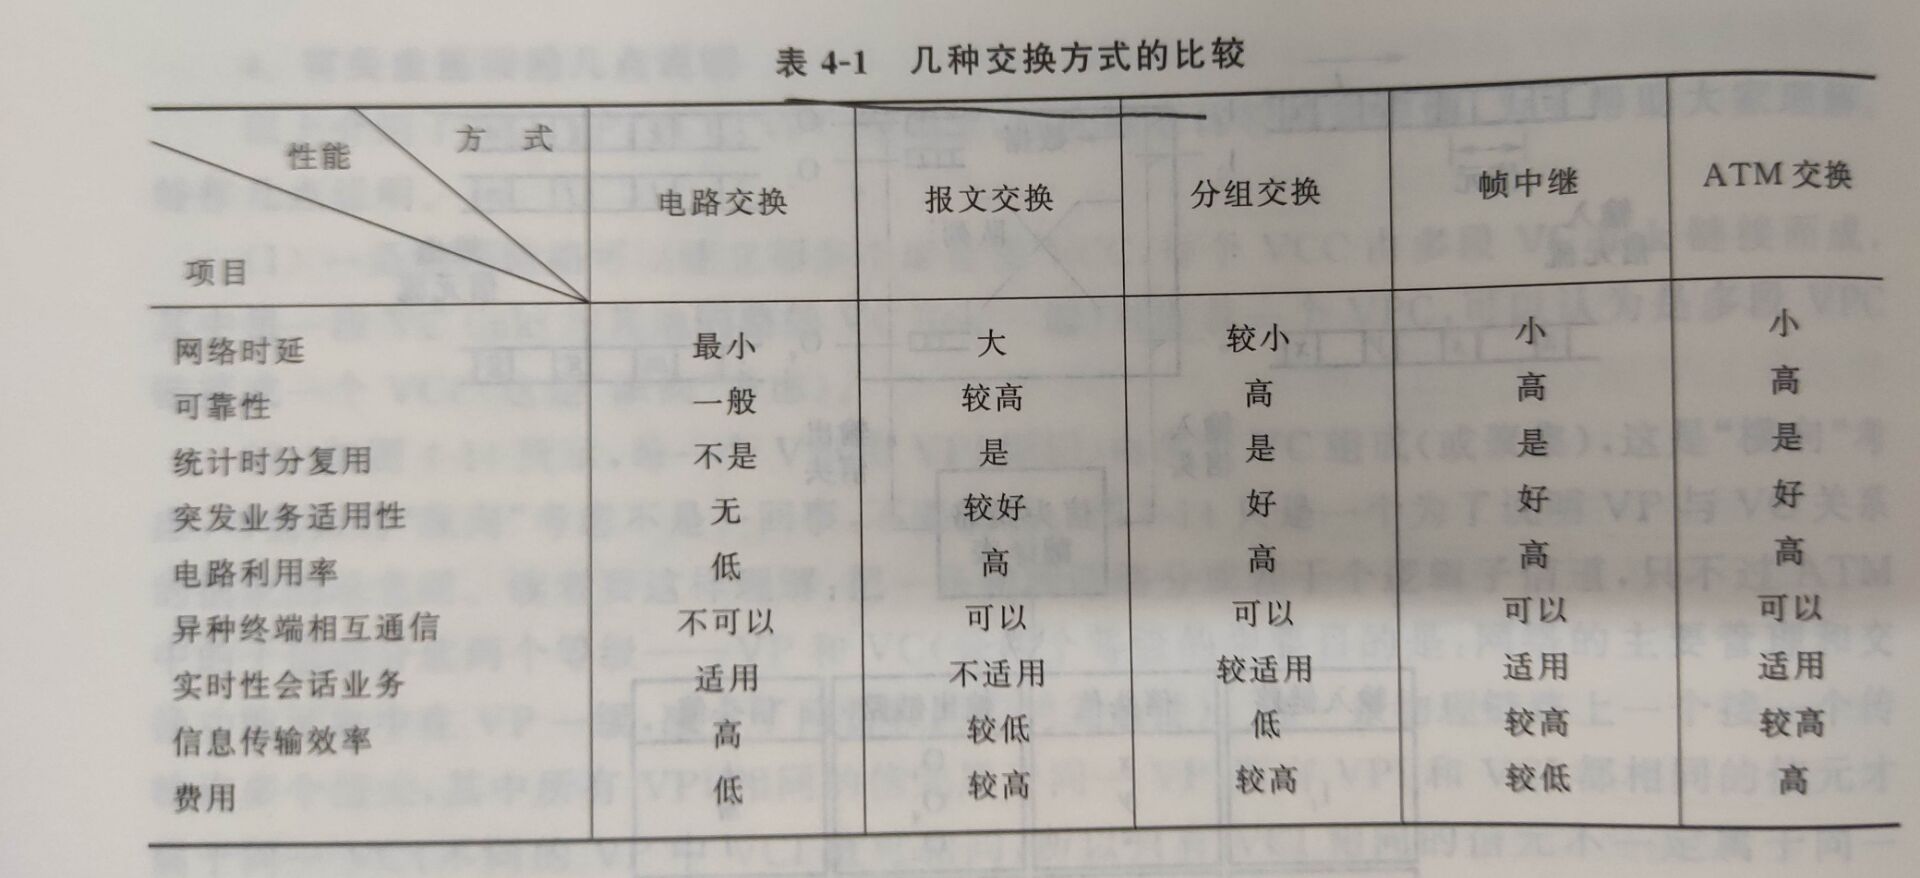 表 4-1 几种交换方式的比较
性能 方 式 项目 电路交换 报文交换 分组交换 帧中继 ATM 交换
网络时延 最小 大 较小 小 小
可靠性 一般 较高 高 高 高
统计时分复用 不是 是 是 是 是
突发业务适用性 无 较好 好 好 好
电路利用率 低 高 高 高 高
异种终端相互通信 不可以 可以 可以 可以 可以
实时性会话业务 适用 不适用 较适用 适用 适用
信息传输效率 高 较低 低 较高 较高
费用 低 较高 较高 较低 高